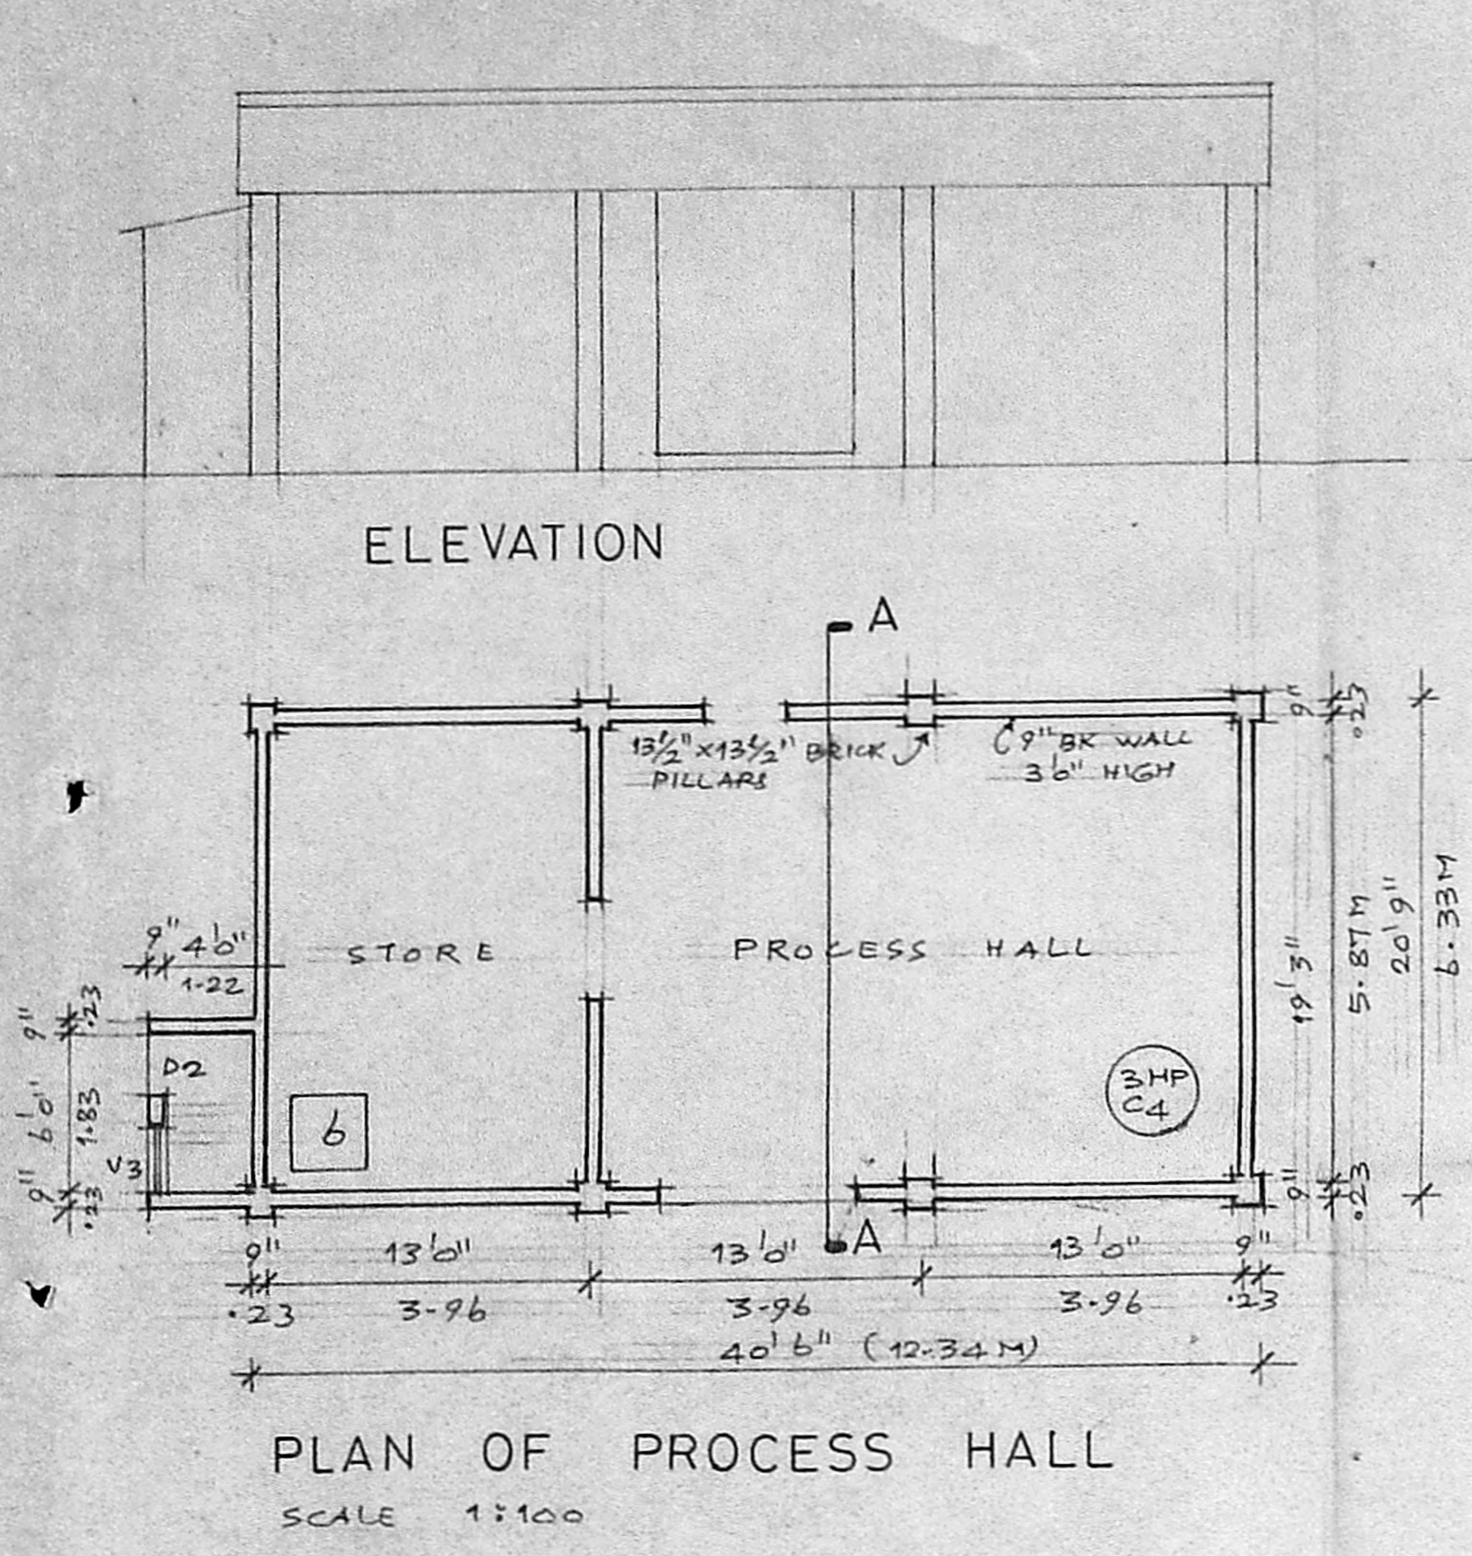 ELEVATION
A
13½" x 13½" BRICK
PILLARS
9" BK WALL
3'6" HIGH
9"
.23
9" 4'0"
1.22
STORE
PROCESS HALL
19'3"
5.87M
20'9"
6.33M
9"
.23
6'0"
1.83
9"
.23
D2
V3
6
3HP
C4
9"
.23
A
9" 13'0" 13'0" 13'0" 9"
.23 3.96 3.96 3.96 .23
40'6" (12.34M)
PLAN OF PROCESS HALL
SCALE 1:100